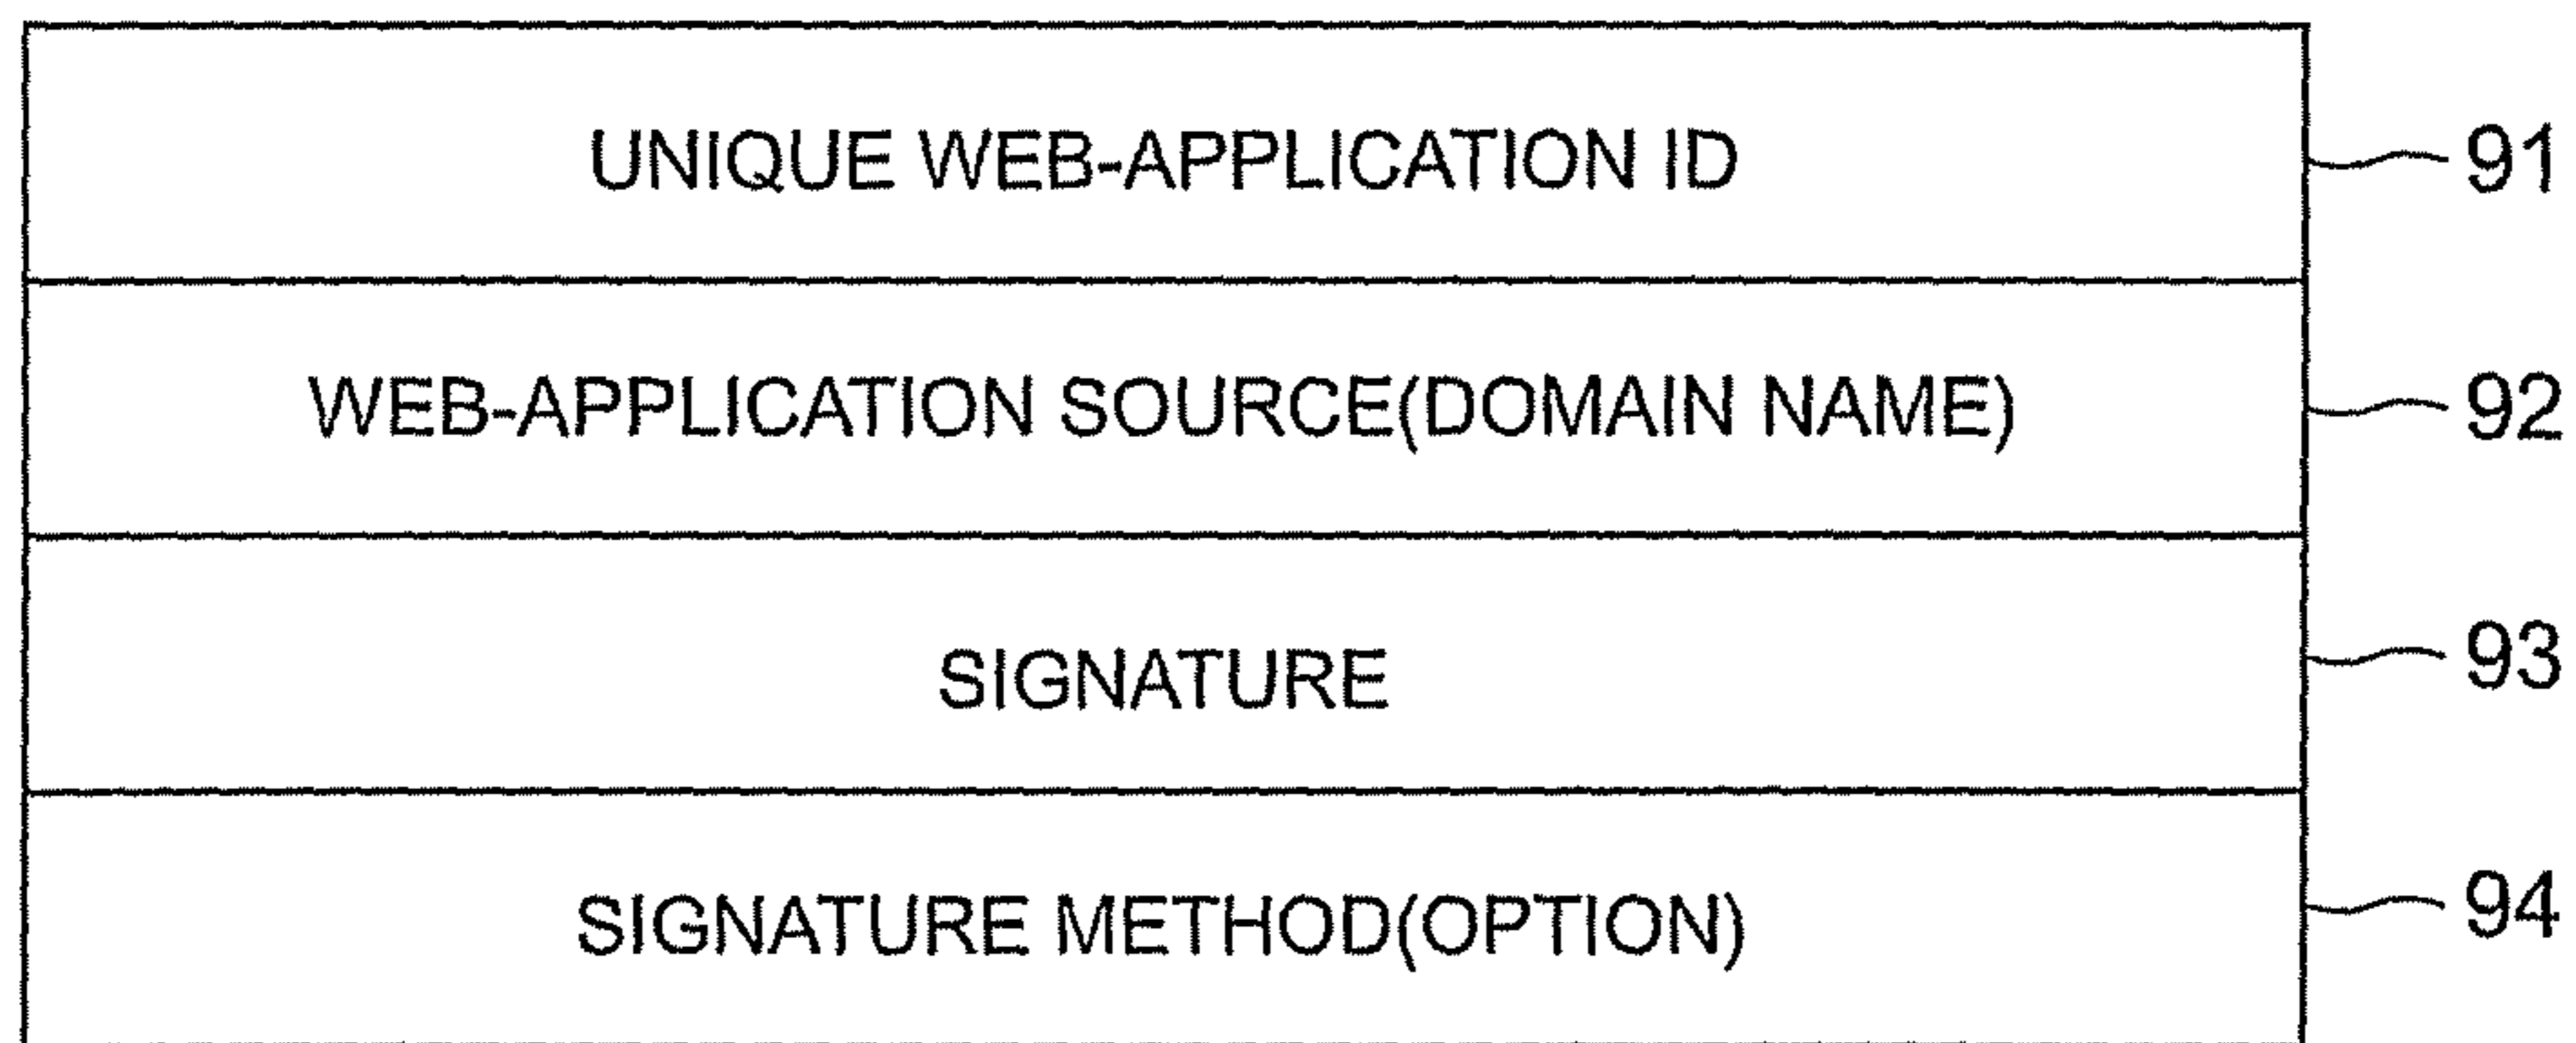 UNIQUE WEB-APPLICATION ID 91
WEB-APPLICATION SOURCE(DOMAIN NAME) 92
SIGNATURE 93
SIGNATURE METHOD(OPTION) 94